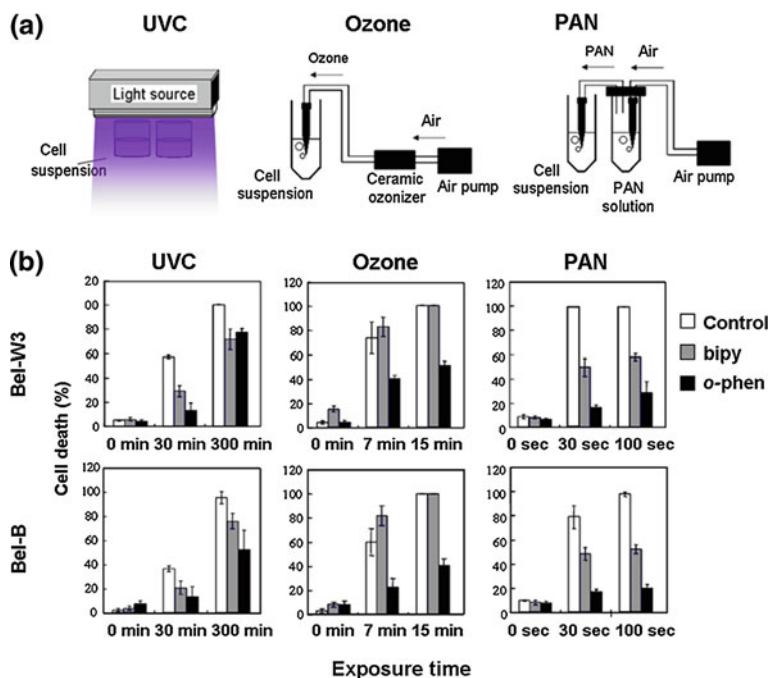 (a)
UVC
Ozone
PAN
Light source
Cell
suspension
Ozone
Air
Cell
suspension
Ceramic
ozonizer
Air pump
PAN
Air
Cell
suspension
PAN
solution
Air pump
(b)
UVC
Ozone
PAN
Bel-W3
Bel-B
Cell death (%)
20
00
80
60
40
20
0
0 min 30 min 300 min
100
80
60
40
20
0
0 min 7 min 15 min
120
100
80
60
40
20
0
0 sec 30 sec 100 sec
Control
bipy
o-phen
120
100
80
60
40
20
0
0 min 30 min 300 min
120
100
80
60
40
20
0
0 min 7 min 15 min
120
100
80
60
40
20
0
0 sec 30 sec 100 sec
Exposure time